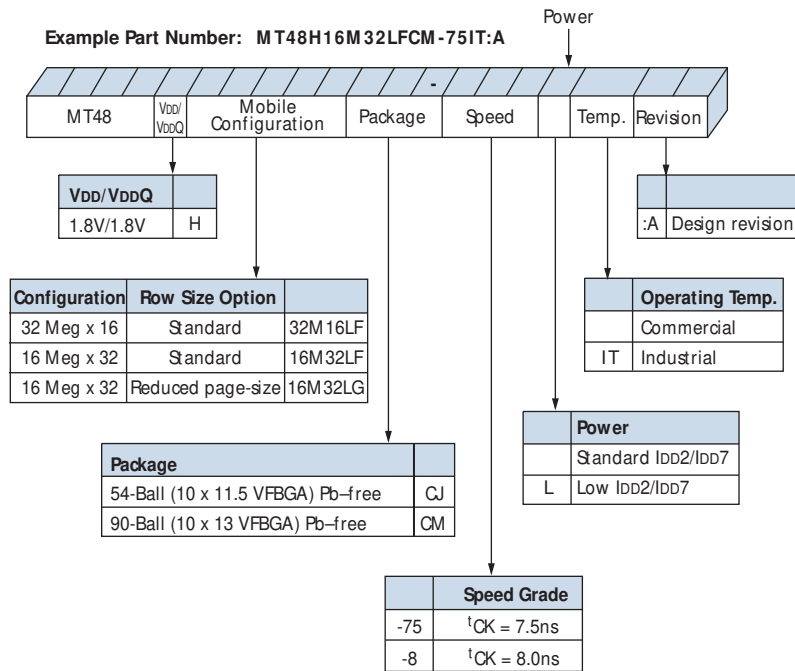 Power
Example Part Number: MT48H16M32LFCM-75IT:A
-
MT48
VDD/
VDDQ
Mobile
Configuration
Package
Speed
Temp.
Revision
VDD/VDDQ
1.8V/1.8V H
:A Design revision
Configuration Row Size Option
32 Meg x 16 Standard 32M16LF
16 Meg x 32 Standard 16M32LF
16 Meg x 32 Reduced page-size 16M32LG
Operating Temp.
Commercial
IT Industrial
Power
Standard IDD2/IDD7
L Low IDD2/IDD7
Package
54-Ball (10 x 11.5 VFBGA) Pb–free CJ
90-Ball (10 x 13 VFBGA) Pb–free CM
Speed Grade
-75 tCK = 7.5ns
-8 tCK = 8.0ns